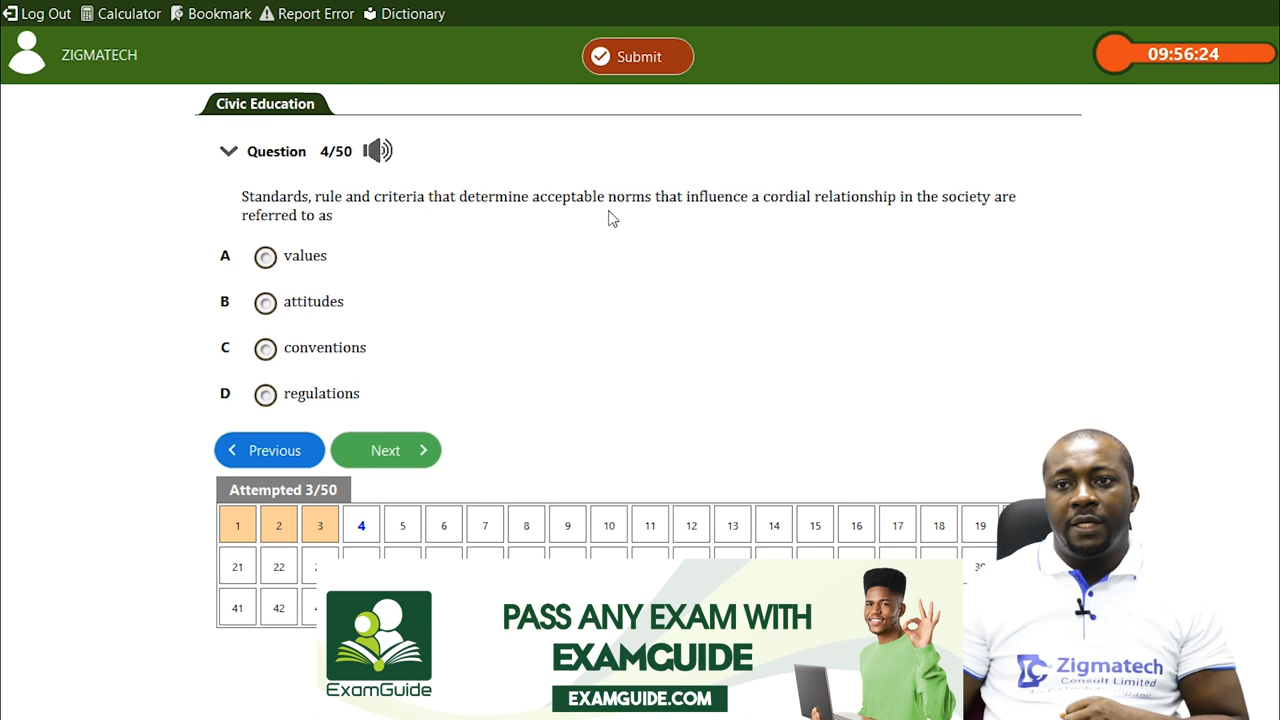 Log Out Calculator Bookmark Report Error Dictionary
ZIGMATECH
Submit
09:56:24
Civic Education
Question 4/50
Standards, rule and criteria that determine acceptable norms that influence a cordial relationship in the society are
referred to as
A values
B attitudes
C conventions
D regulations
Previous Next
Attempted 3/50
1 2 3 4 5 6 7 8 9 10 11 12 13 14 15 16 17 18 19
21 22
41 42
PASS ANY EXAM WITH
EXAMGUIDE
EXAMGUIDE.COM
ExamGuide
Zigmatech
Consult Limited